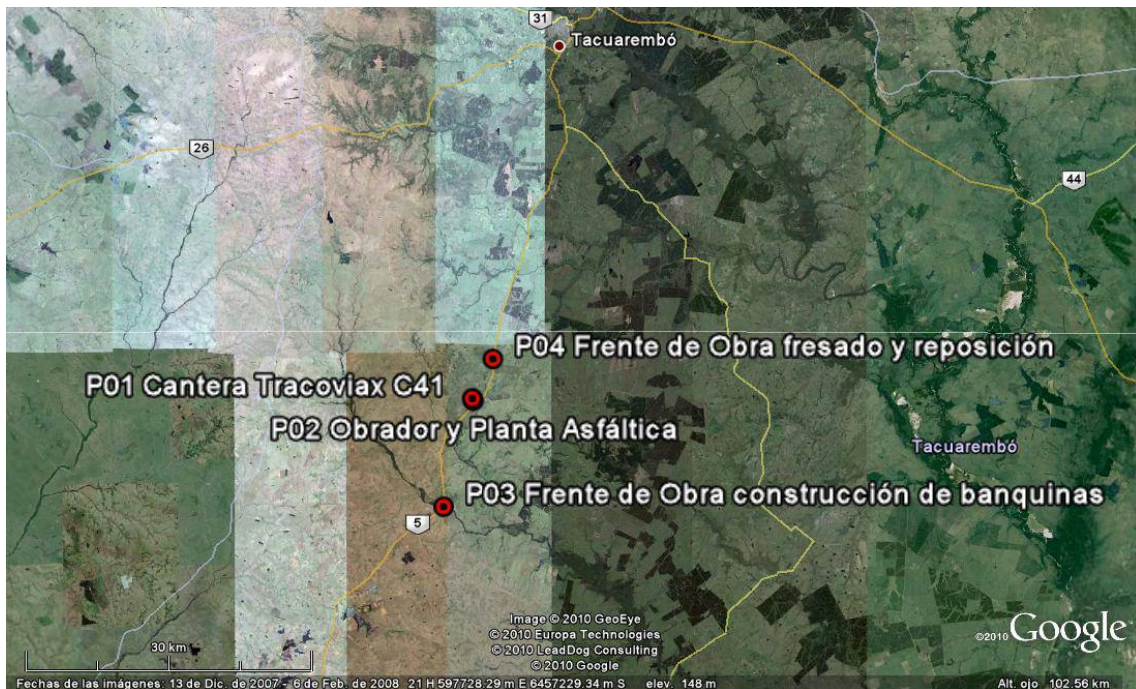 31
Tacuarembó
26
44
P04 Frente de Obra fresado y reposición
P01 Cantera Tracoviax C41
P02 Obrador y Planta Asfáltica
Tacuarembó
P03 Frente de Obra construcción de banquinas
5
Image © 2010 GeoEye
© 2010 Europa Technologies
© 2010 LeadDog Consulting
© 2010 Google
©2010 Google
30 km
Fechas de las imágenes: 13 de Dic. de 2007 - 6 de Feb. de 2008 21 H 597728.29 m E 6457229.34 m S elev. 148 m Alt. ojo 102.56 km